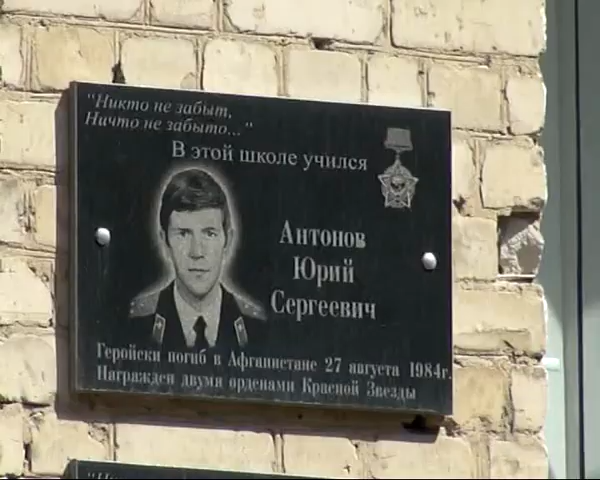 "Никто не забыт,
Ничто не забыто..."
В этой школе учился
Антонов
Юрий
Сергеевич
Геройски погиб в Афганистане 27 августа 1984г.
Награжден двумя орденами Красной Звезды